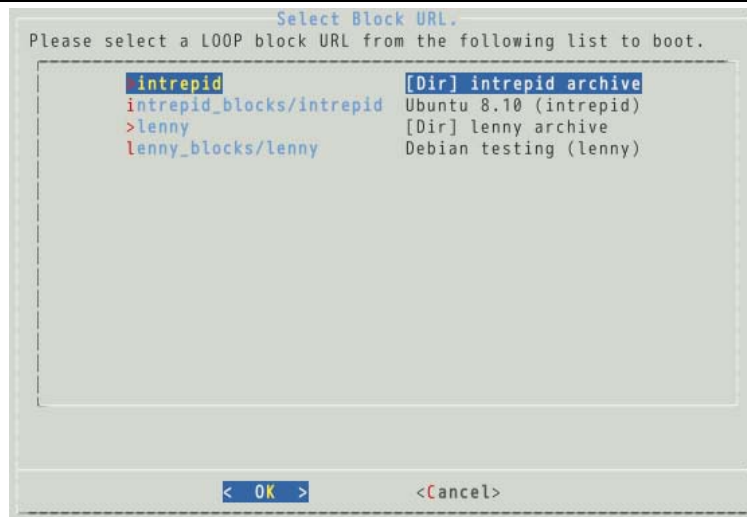 Select Block URL.
Please select a LOOP block URL from the following list to boot.
>intrepid [Dir] intrepid archive
intrepid_blocks/intrepid Ubuntu 8.10 (intrepid)
>lenny [Dir] lenny archive
lenny_blocks/lenny Debian testing (lenny)
< OK > <Cancel>